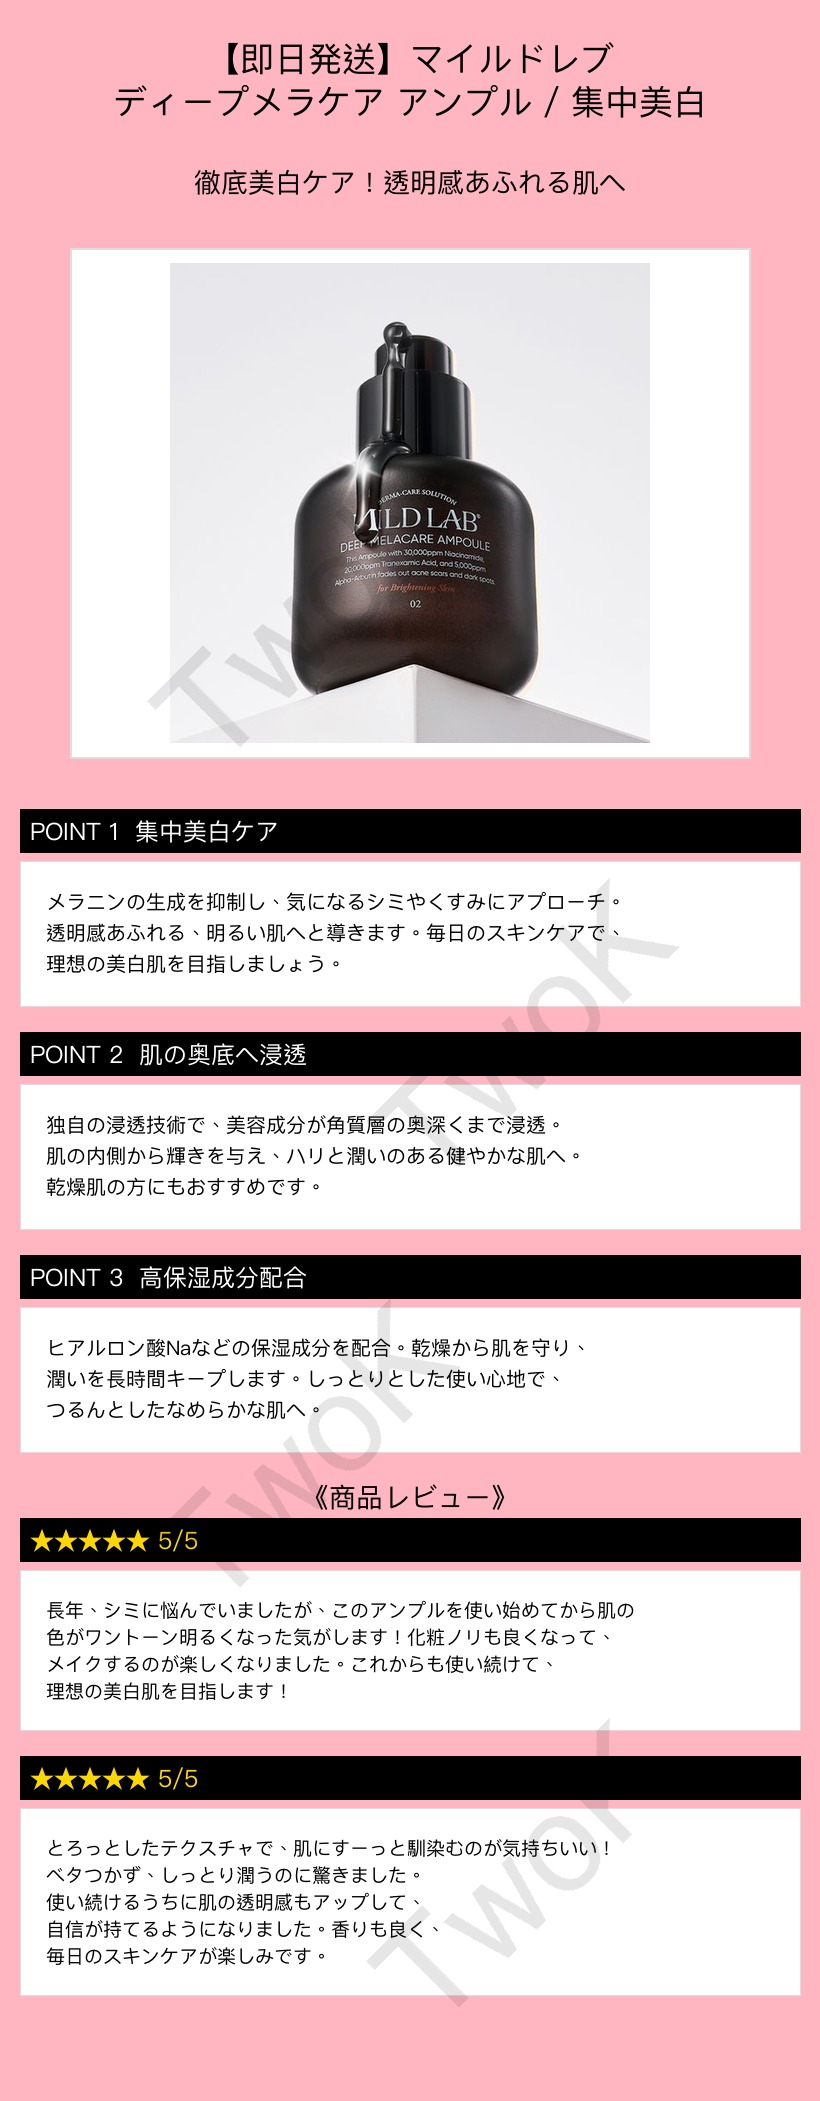 【即日発送】マイルドレブ
ディープメラケア アンプル / 集中美白
徹底美白ケア！透明感あふれる肌へ
DERMA-CARE SOLUTION
MILD LAB®
DEEP MELACARE AMPOULE
This Ampoule with 30,000ppm Niacinamide,
20,000ppm Tranexamic Acid, and 5,000ppm
Alpha-Arbutin fades out acne scars and dark spots.
for Brightening Skin
02
TwoK
POINT 1 集中美白ケア
メラニンの生成を抑制し、気になるシミやくすみにアプローチ。
透明感あふれる、明るい肌へと導きます。毎日のスキンケアで、
理想の美白肌を目指しましょう。
TwoK
POINT 2 肌の奥底へ浸透
独自の浸透技術で、美容成分が角質層の奥深くまで浸透。
肌の内側から輝きを与え、ハリと潤いのある健やかな肌へ。
乾燥肌の方にもおすすめです。
POINT 3 高保湿成分配合
ヒアルロン酸Naなどの保湿成分を配合。乾燥から肌を守り、
潤いを長時間キープします。しっとりとした使い心地で、
つるんとしたなめらかな肌へ。
TwoK
《商品レビュー》
★★★★★ 5/5
長年、シミに悩んでいましたが、このアンプルを使い始めてから肌の
色がワントーン明るくなった気がします！化粧ノリも良くなって、
メイクするのが楽しくなりました。これからも使い続けて、
理想の美白肌を目指します！
★★★★★ 5/5
とろっとしたテクスチャで、肌にすーっと馴染むのが気持ちいい！
ベタつかず、しっとり潤うのに驚きました。
使い続けるうちに肌の透明感もアップして、
自信が持てるようになりました。香りも良く、
毎日のスキンケアが楽しみです。
TwoK